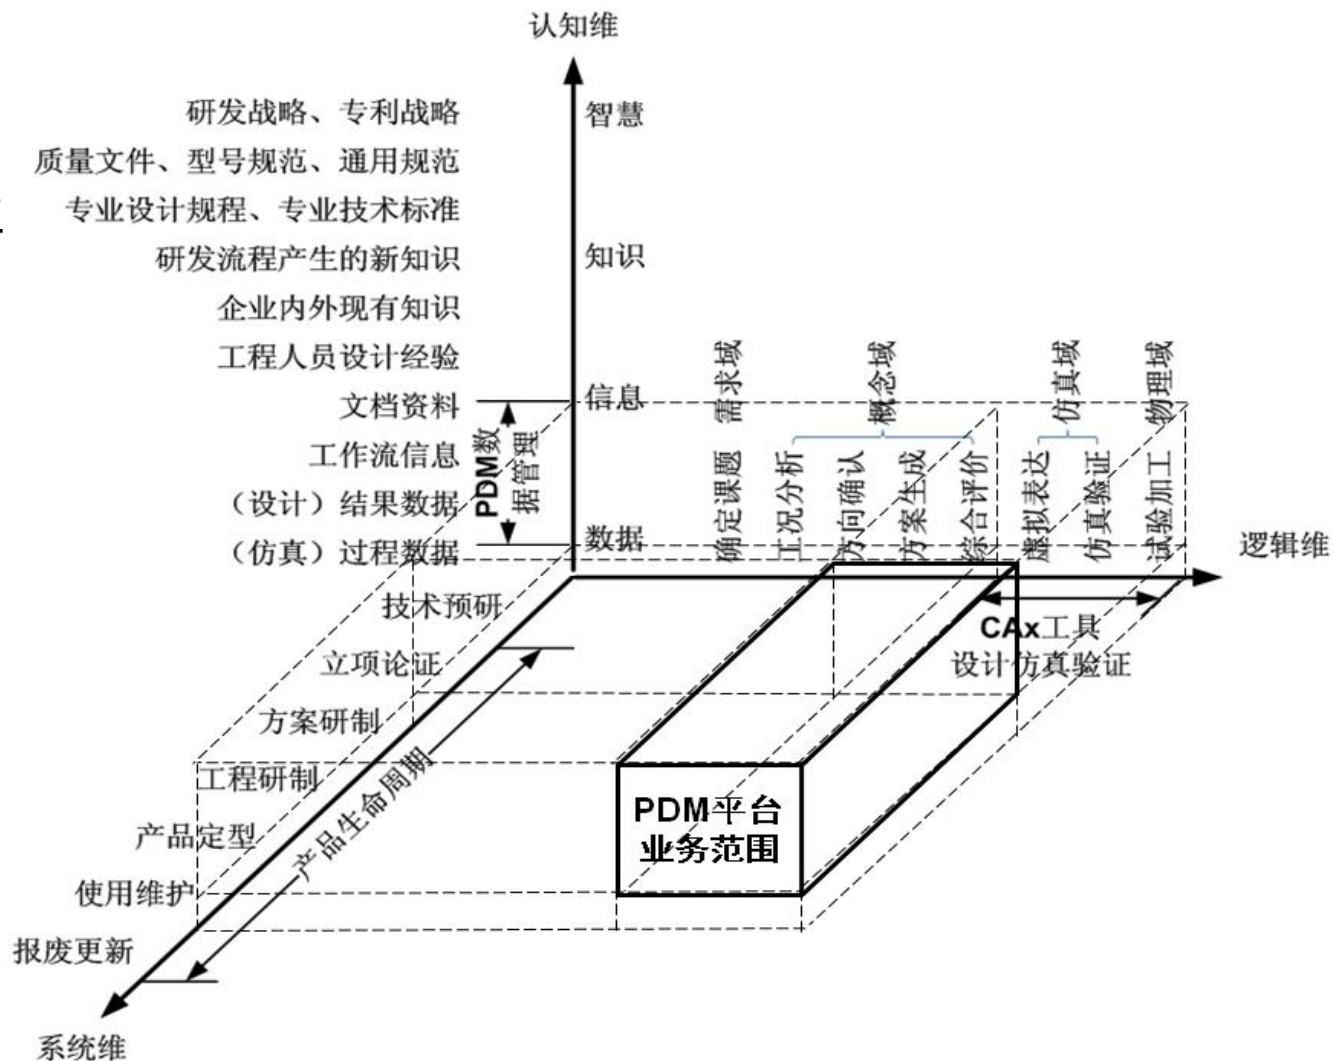 认知维
智慧
研发战略、专利战略
质量文件、型号规范、通用规范
专业设计规程、专业技术标准
研发流程产生的新知识
知识
企业内外现有知识
工程人员设计经验
文档资料
信息
工作流信息
（设计）结果数据
（仿真）过程数据
数据
PDM数
据管理
需求域
概念域
仿真域
物理域
确定课题
工况分析
方向确认
方案生成
综合评价
虚拟表达
仿真验证
试验加工
逻辑维
CAx工具
设计仿真验证
技术预研
立项论证
方案研制
工程研制
产品定型
使用维护
报废更新
产品生命周期
PDM平台
业务范围
系统维